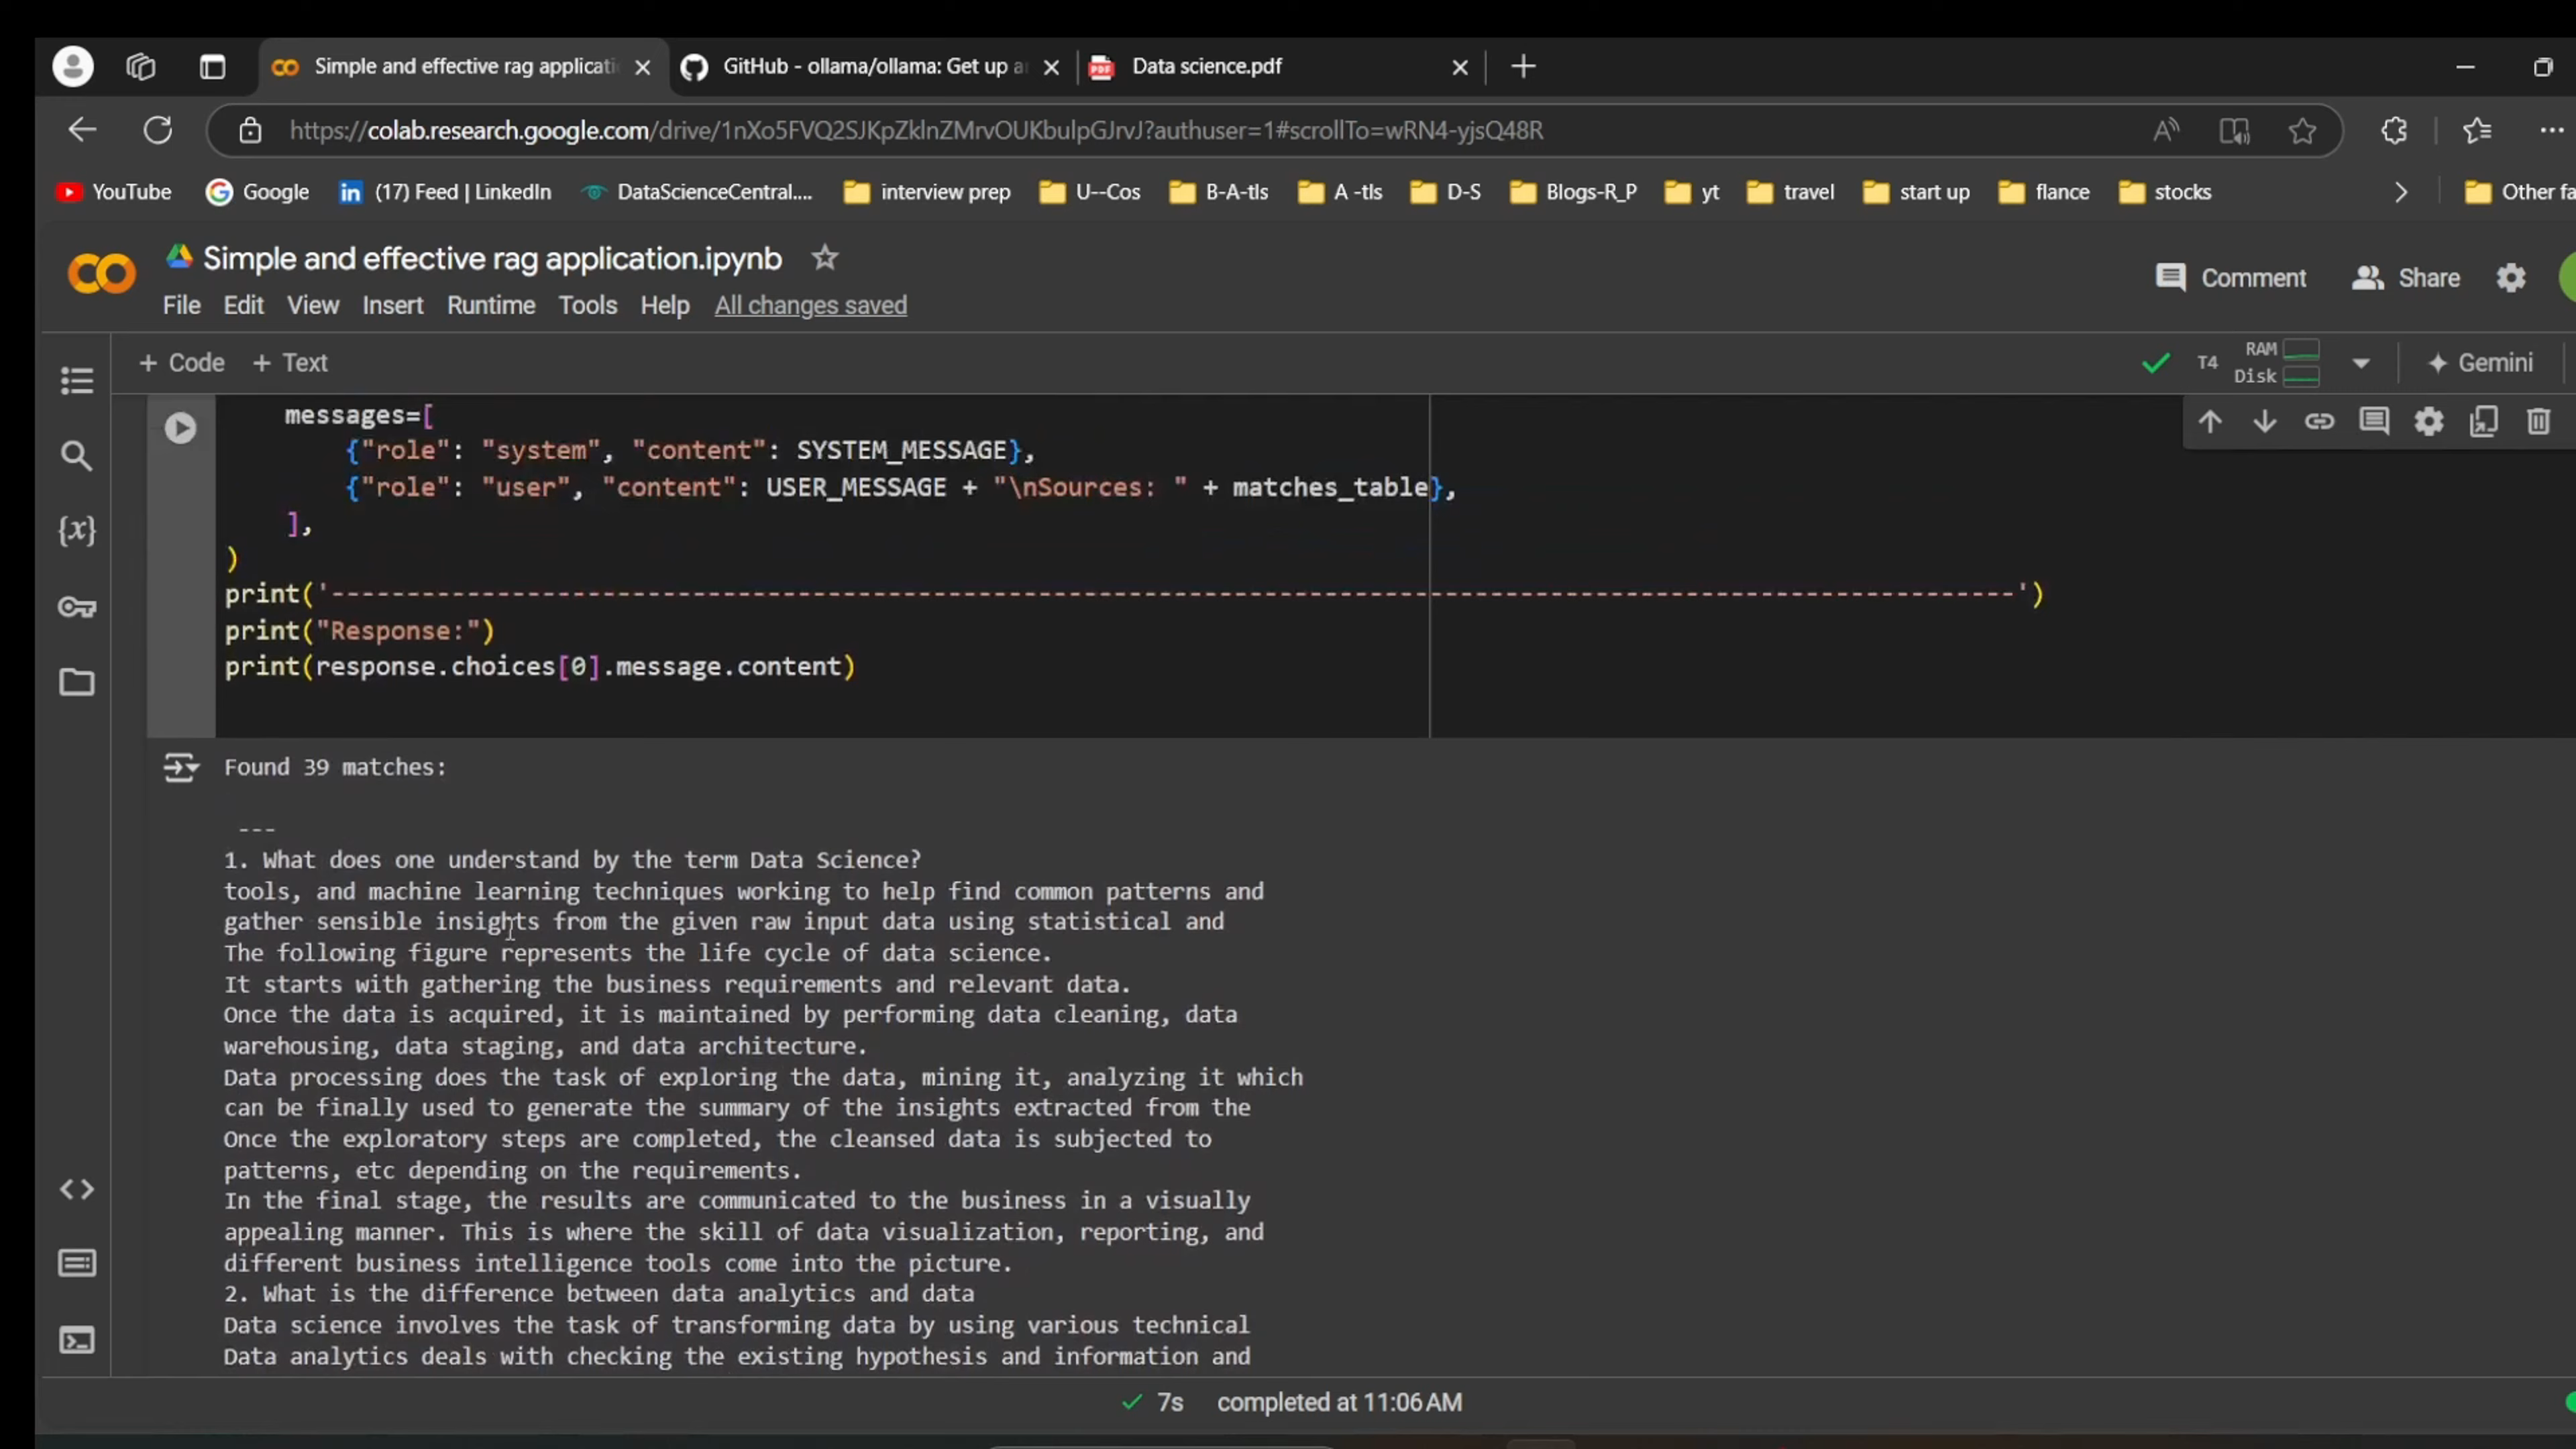 Simple and effective rag applicati
GitHub - ollama/ollama: Get up a
PDF Data science.pdf
https://colab.research.google.com/drive/1nXo5FVQ2SJKpZklnZMrvOUKbulpGJrvJ?authuser=1#scrollTo=wRN4-yjsQ48R
YouTube Google in (17) Feed | LinkedIn DataScienceCentral.... interview prep U--Cos B-A-tls A -tls D-S Blogs-R_P yt travel start up flance stocks Other fa
Simple and effective rag application.ipynb
Comment Share
File Edit View Insert Runtime Tools Help All changes saved
+ Code + Text
T4 RAM Disk Gemini
messages=[
{"role": "system", "content": SYSTEM_MESSAGE},
{"role": "user", "content": USER_MESSAGE + "\nSources: " + matches_table},
],
)
print('---------------------------------------------------------------------------------------------------------------')
print("Response:")
print(response.choices[0].message.content)
Found 39 matches:
---
1. What does one understand by the term Data Science?
tools, and machine learning techniques working to help find common patterns and
gather sensible insights from the given raw input data using statistical and
The following figure represents the life cycle of data science.
It starts with gathering the business requirements and relevant data.
Once the data is acquired, it is maintained by performing data cleaning, data
warehousing, data staging, and data architecture.
Data processing does the task of exploring the data, mining it, analyzing it which
can be finally used to generate the summary of the insights extracted from the
Once the exploratory steps are completed, the cleansed data is subjected to
patterns, etc depending on the requirements.
In the final stage, the results are communicated to the business in a visually
appealing manner. This is where the skill of data visualization, reporting, and
different business intelligence tools come into the picture.
2. What is the difference between data analytics and data
Data science involves the task of transforming data by using various technical
Data analytics deals with checking the existing hypothesis and information and
7s completed at 11:06 AM